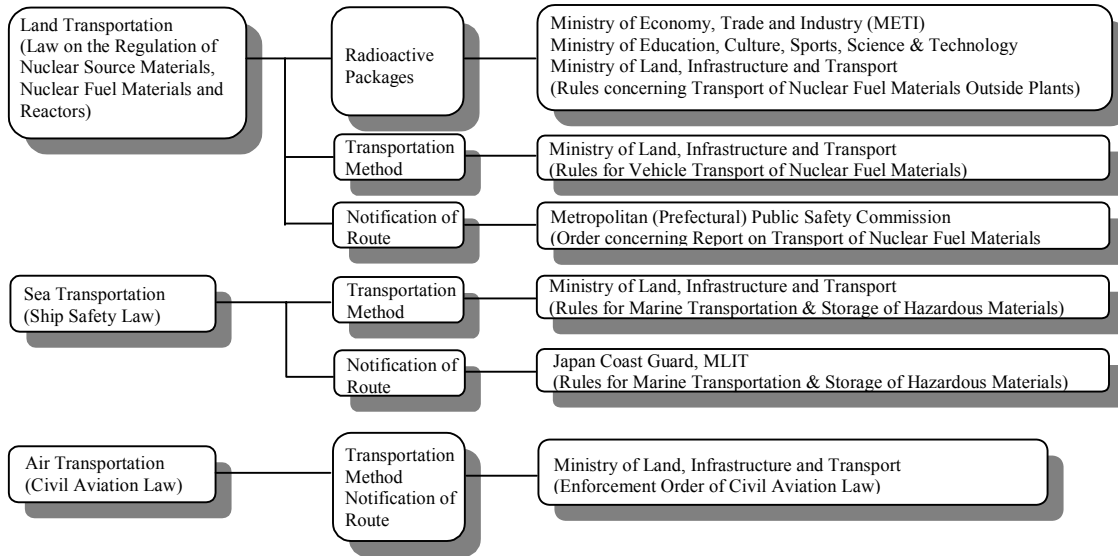 Land Transportation
(Law on the Regulation of
Nuclear Source Materials,
Nuclear Fuel Materials and
Reactors)
Radioactive
Packages
Ministry of Economy, Trade and Industry (METI)
Ministry of Education, Culture, Sports, Science & Technology
Ministry of Land, Infrastructure and Transport
(Rules concerning Transport of Nuclear Fuel Materials Outside Plants)
Transportation
Method
Ministry of Land, Infrastructure and Transport
(Rules for Vehicle Transport of Nuclear Fuel Materials)
Notification of
Route
Metropolitan (Prefectural) Public Safety Commission
(Order concerning Report on Transport of Nuclear Fuel Materials
Sea Transportation
(Ship Safety Law)
Transportation
Method
Ministry of Land, Infrastructure and Transport
(Rules for Marine Transportation & Storage of Hazardous Materials)
Notification of
Route
Japan Coast Guard, MLIT
(Rules for Marine Transportation & Storage of Hazardous Materials)
Air Transportation
(Civil Aviation Law)
Transportation
Method
Notification of
Route
Ministry of Land, Infrastructure and Transport
(Enforcement Order of Civil Aviation Law)